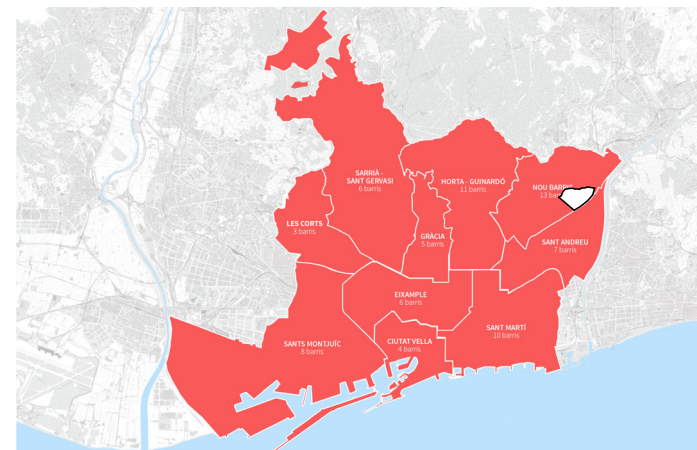 SARRIÀ -
SANT GERVASI
6 barris
HORTA - GUINARDÓ
11 barris
NOU BARRIS
13
LES CORTS
3 barris
GRÀCIA
5 barris
SANT ANDREU
7 barris
EIXAMPLE
6 barris
SANT MARTÍ
10 barris
SANTS MONTJUÏC
8 barris
CIUTAT VELLA
4 barris